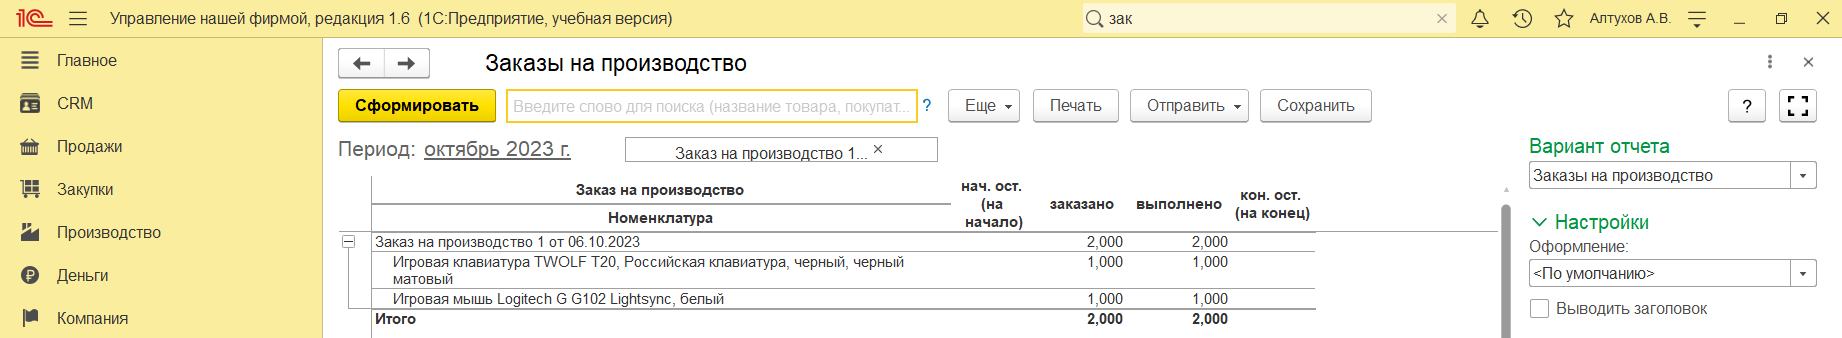 1С Управление нашей фирмой, редакция 1.6 (1С:Предприятие, учебная версия) зак Алтухов А.В.
Главное
CRM
Продажи
Закупки
Производство
Деньги
Компания
Заказы на производство
Сформировать Введите слово для поиска (название товара, покупат... ? Еще Печать Отправить Сохранить ?
Период: октябрь 2023 г. Заказ на производство 1...
Заказ на производство
Номенклатура
нач. ост.
(на
начало)
заказано
выполнено
кон. ост.
(на конец)
Заказ на производство 1 от 06.10.2023 2,000 2,000
Игровая клавиатура TWOLF T20, Российская клавиатура, черный, черный 1,000 1,000
матовый
Игровая мышь Logitech G G102 Lightsync, белый 1,000 1,000
Итого 2,000 2,000
Вариант отчета
Заказы на производство
Настройки
Оформление:
<По умолчанию>
Выводить заголовок